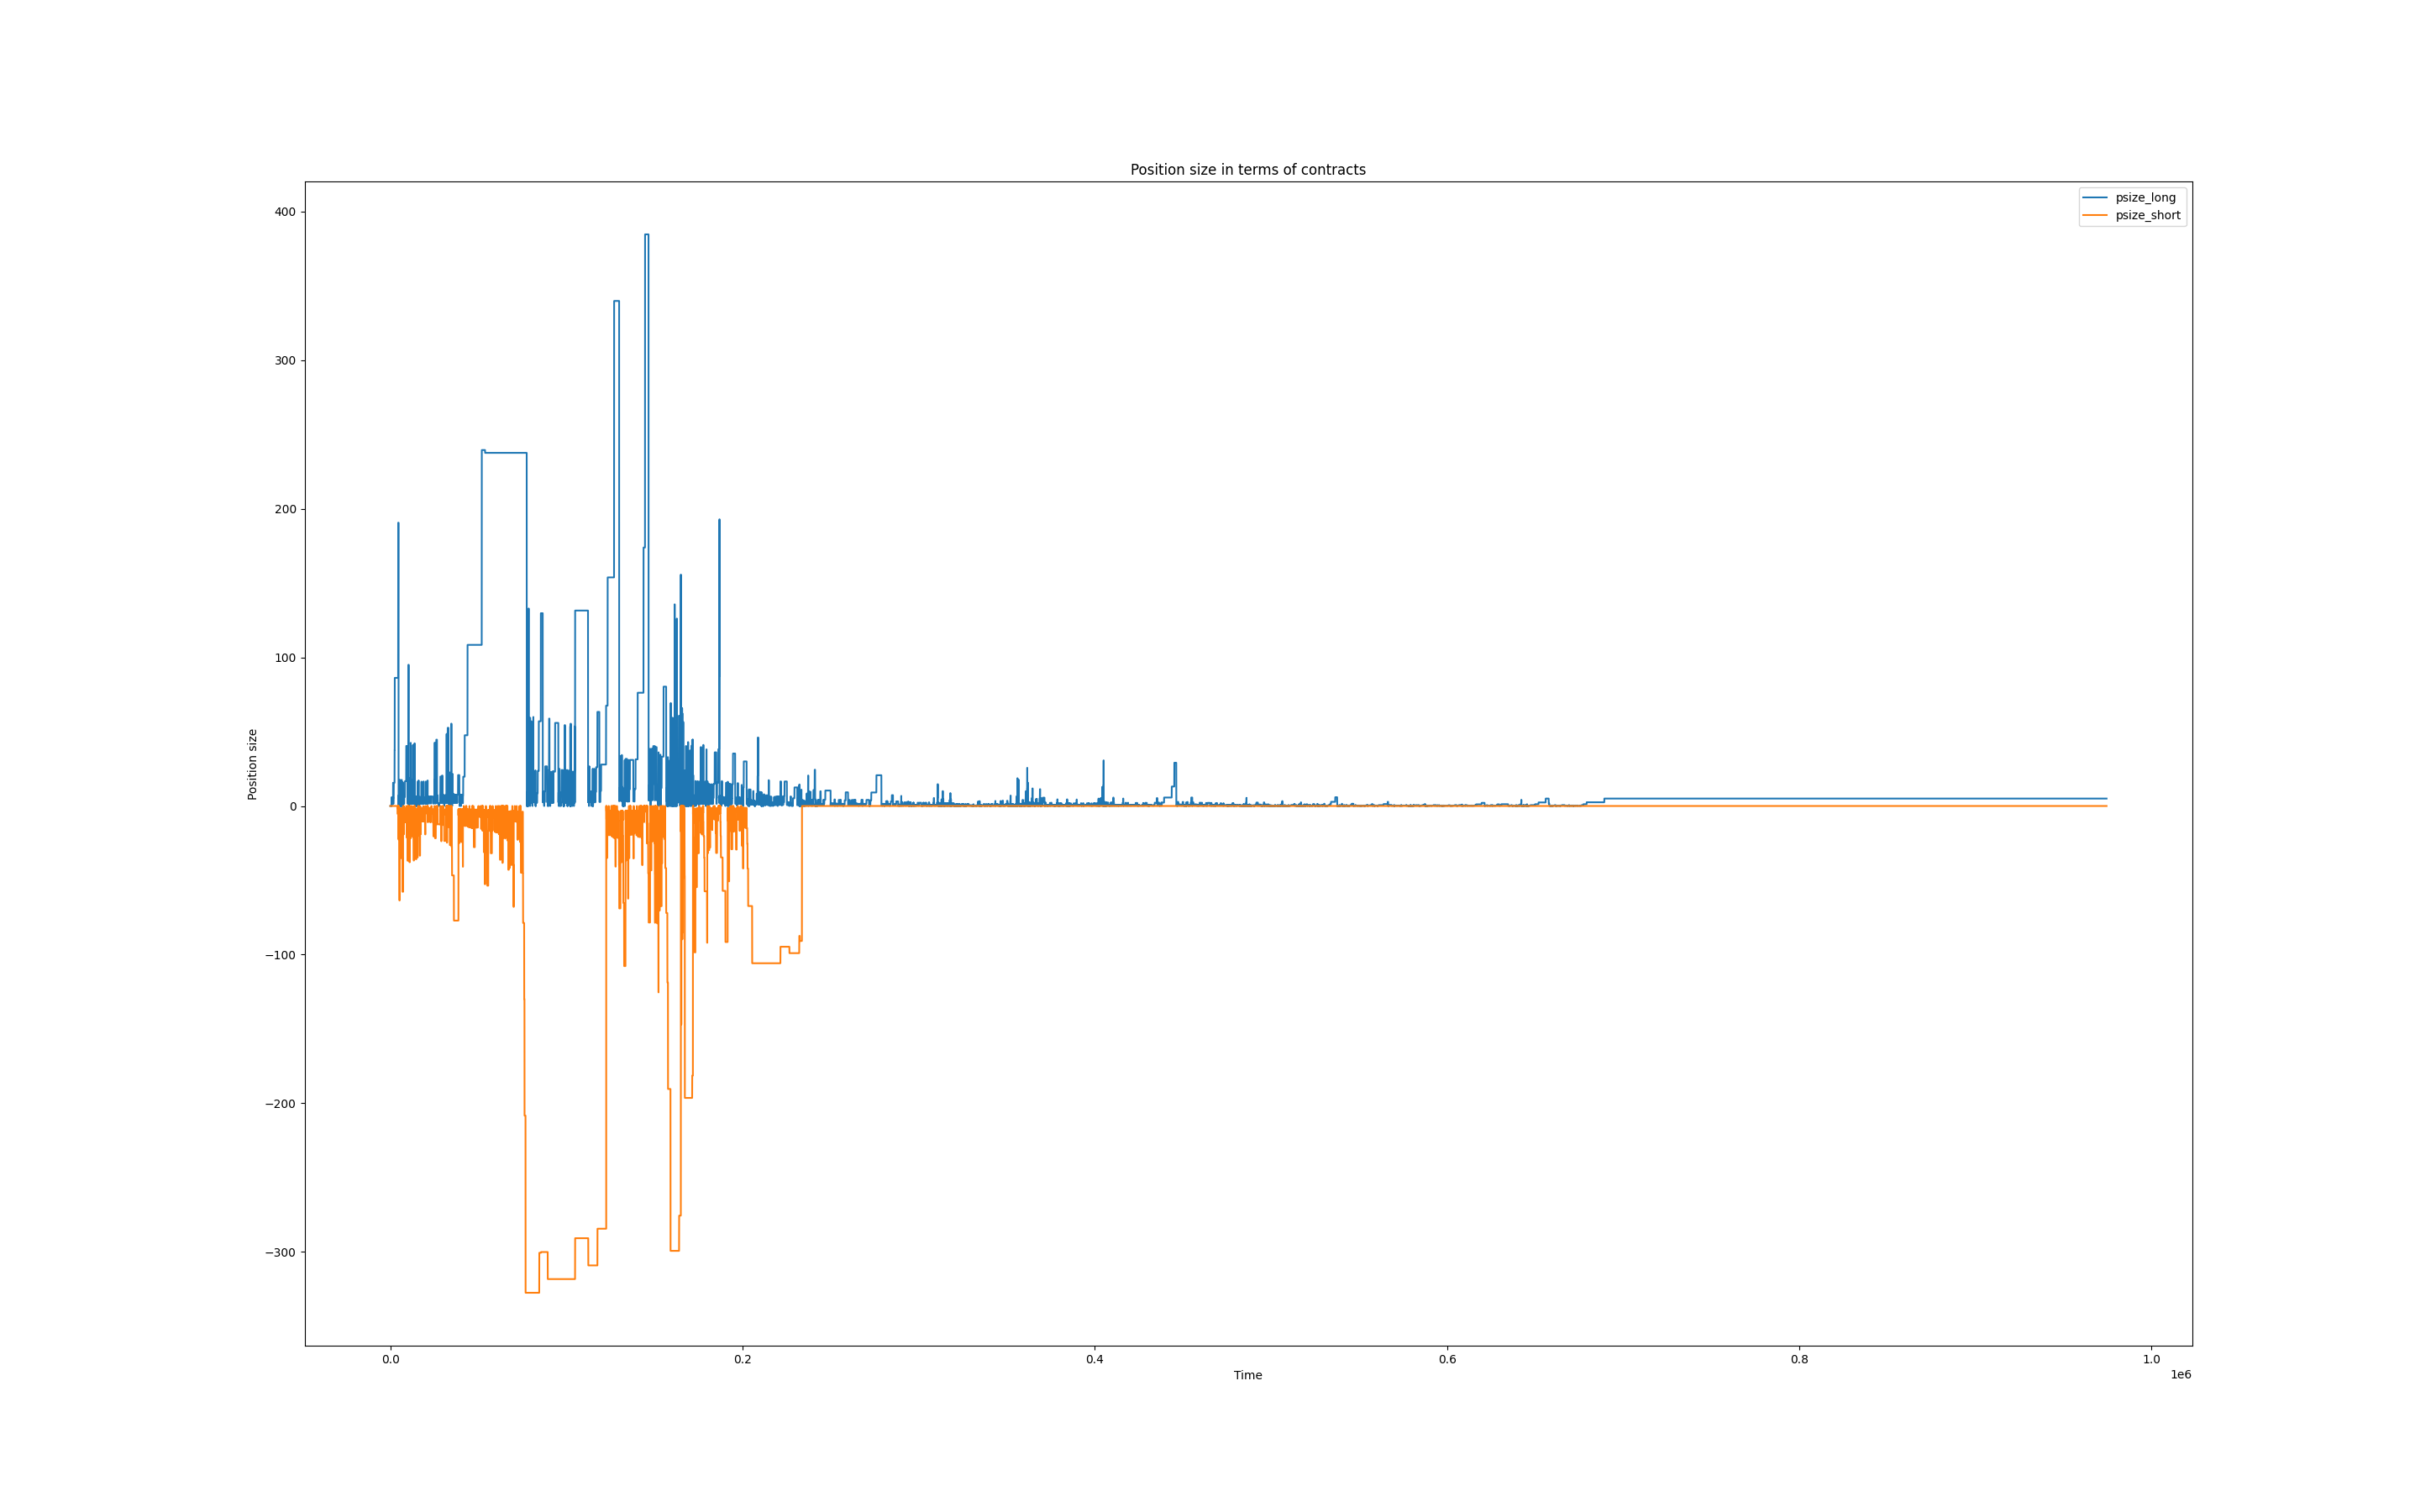 Position size in terms of contracts
psize_long
psize_short
400
300
200
100
0
−100
−200
−300
Position size
0.0
0.2
0.4
0.6
0.8
1.0
1e6
Time